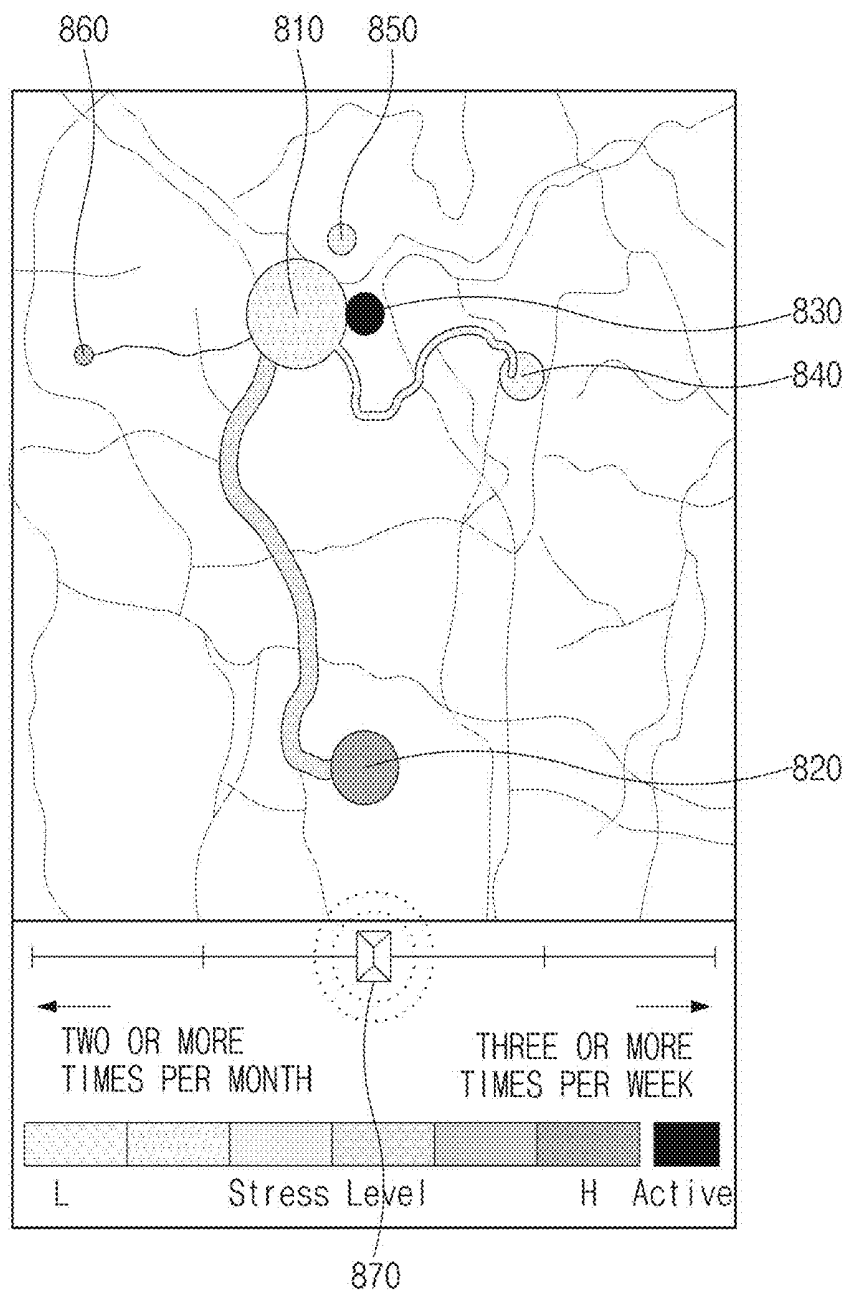 860 810 850
830
840
820
TWO OR MORE
TIMES PER MONTH
THREE OR MORE
TIMES PER WEEK
L Stress Level H Active
870